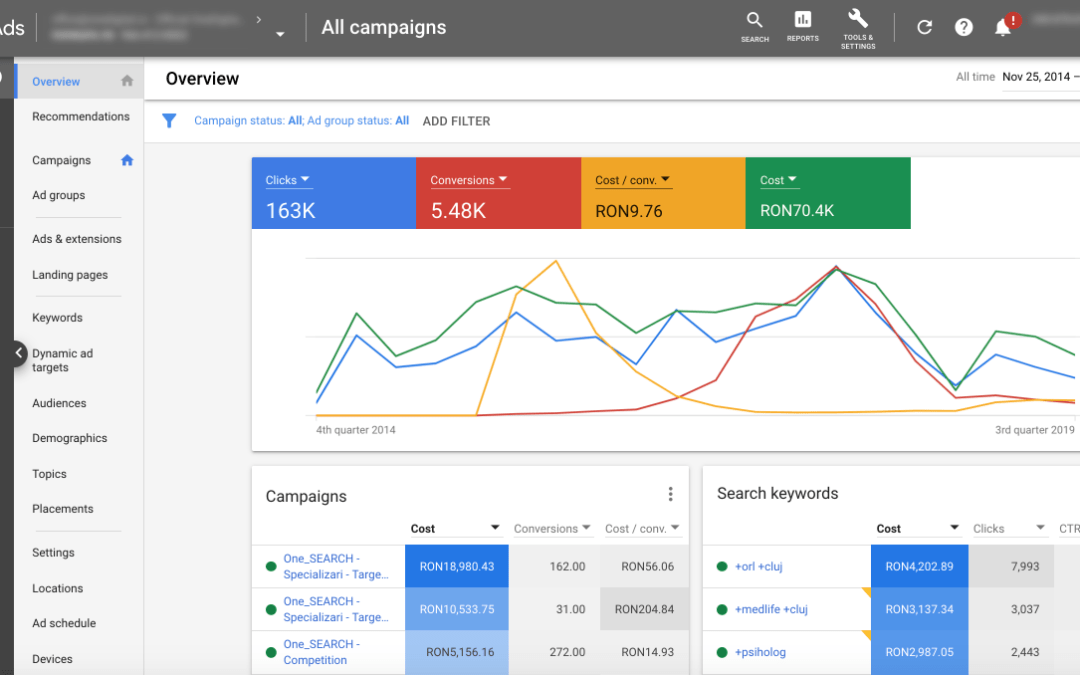 All campaigns
SEARCH
REPORTS
TOOLS &
SETTINGS
!
Overview
Recommendations
Campaigns
Ad groups
Ads & extensions
Landing pages
Keywords
Dynamic ad
targets
Audiences
Demographics
Topics
Placements
Settings
Locations
Ad schedule
Devices
Overview
All time Nov 25, 2014 –
Campaign status: All; Ad group status: All ADD FILTER
Clicks Conversions Cost / conv. Cost
163K 5.48K RON9.76 RON70.4K
4th quarter 2014 3rd quarter 2019
Campaigns
Cost Conversions Cost / conv.
One_SEARCH -
Specializari - Targe... RON18,980.43 162.00 RON56.06
One_SEARCH -
Specializari - Targe... RON10,533.75 31.00 RON204.84
One_SEARCH -
Competition RON5,156.16 272.00 RON14.93
Search keywords
Cost Clicks CTR
+orl +cluj RON4,202.89 7,993
+medlife +cluj RON3,137.34 3,037
+psiholog RON2,987.05 2,443